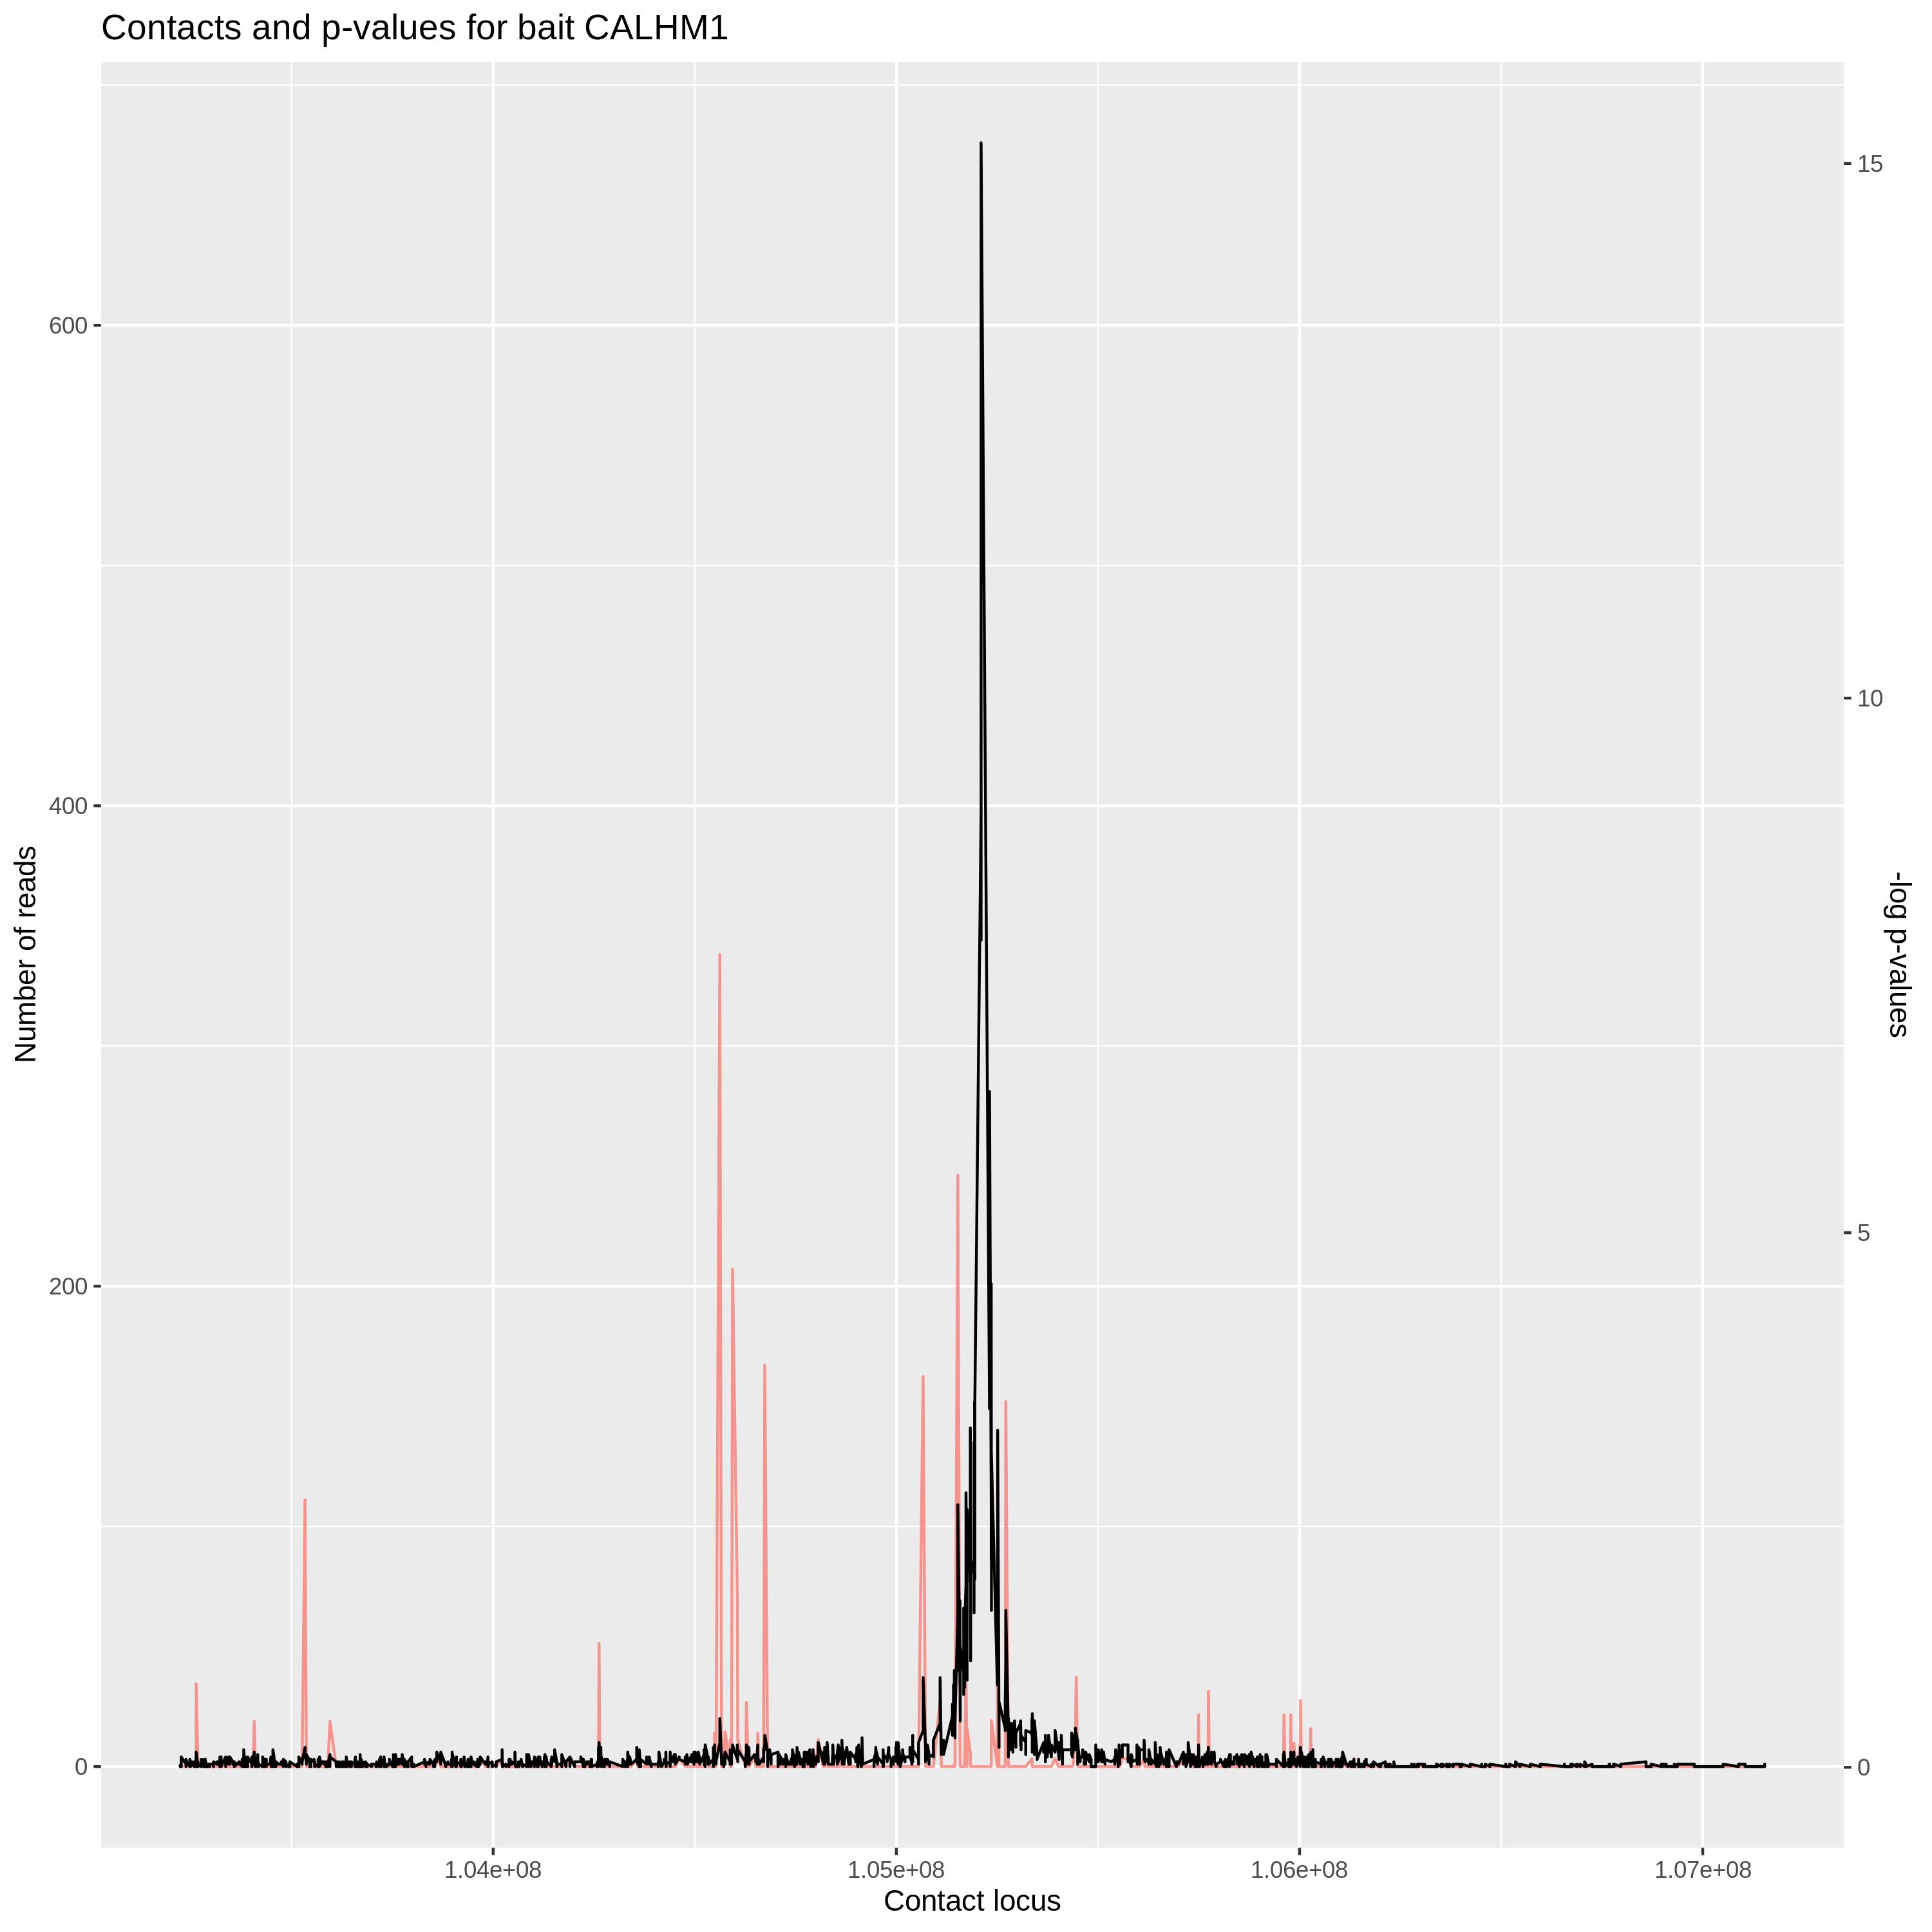 Contacts and p-values for bait CALHM1
600
400
200
0
Number of reads
15
10
5
0
-log p-values
1.04e+08 1.05e+08 1.06e+08 1.07e+08
Contact locus